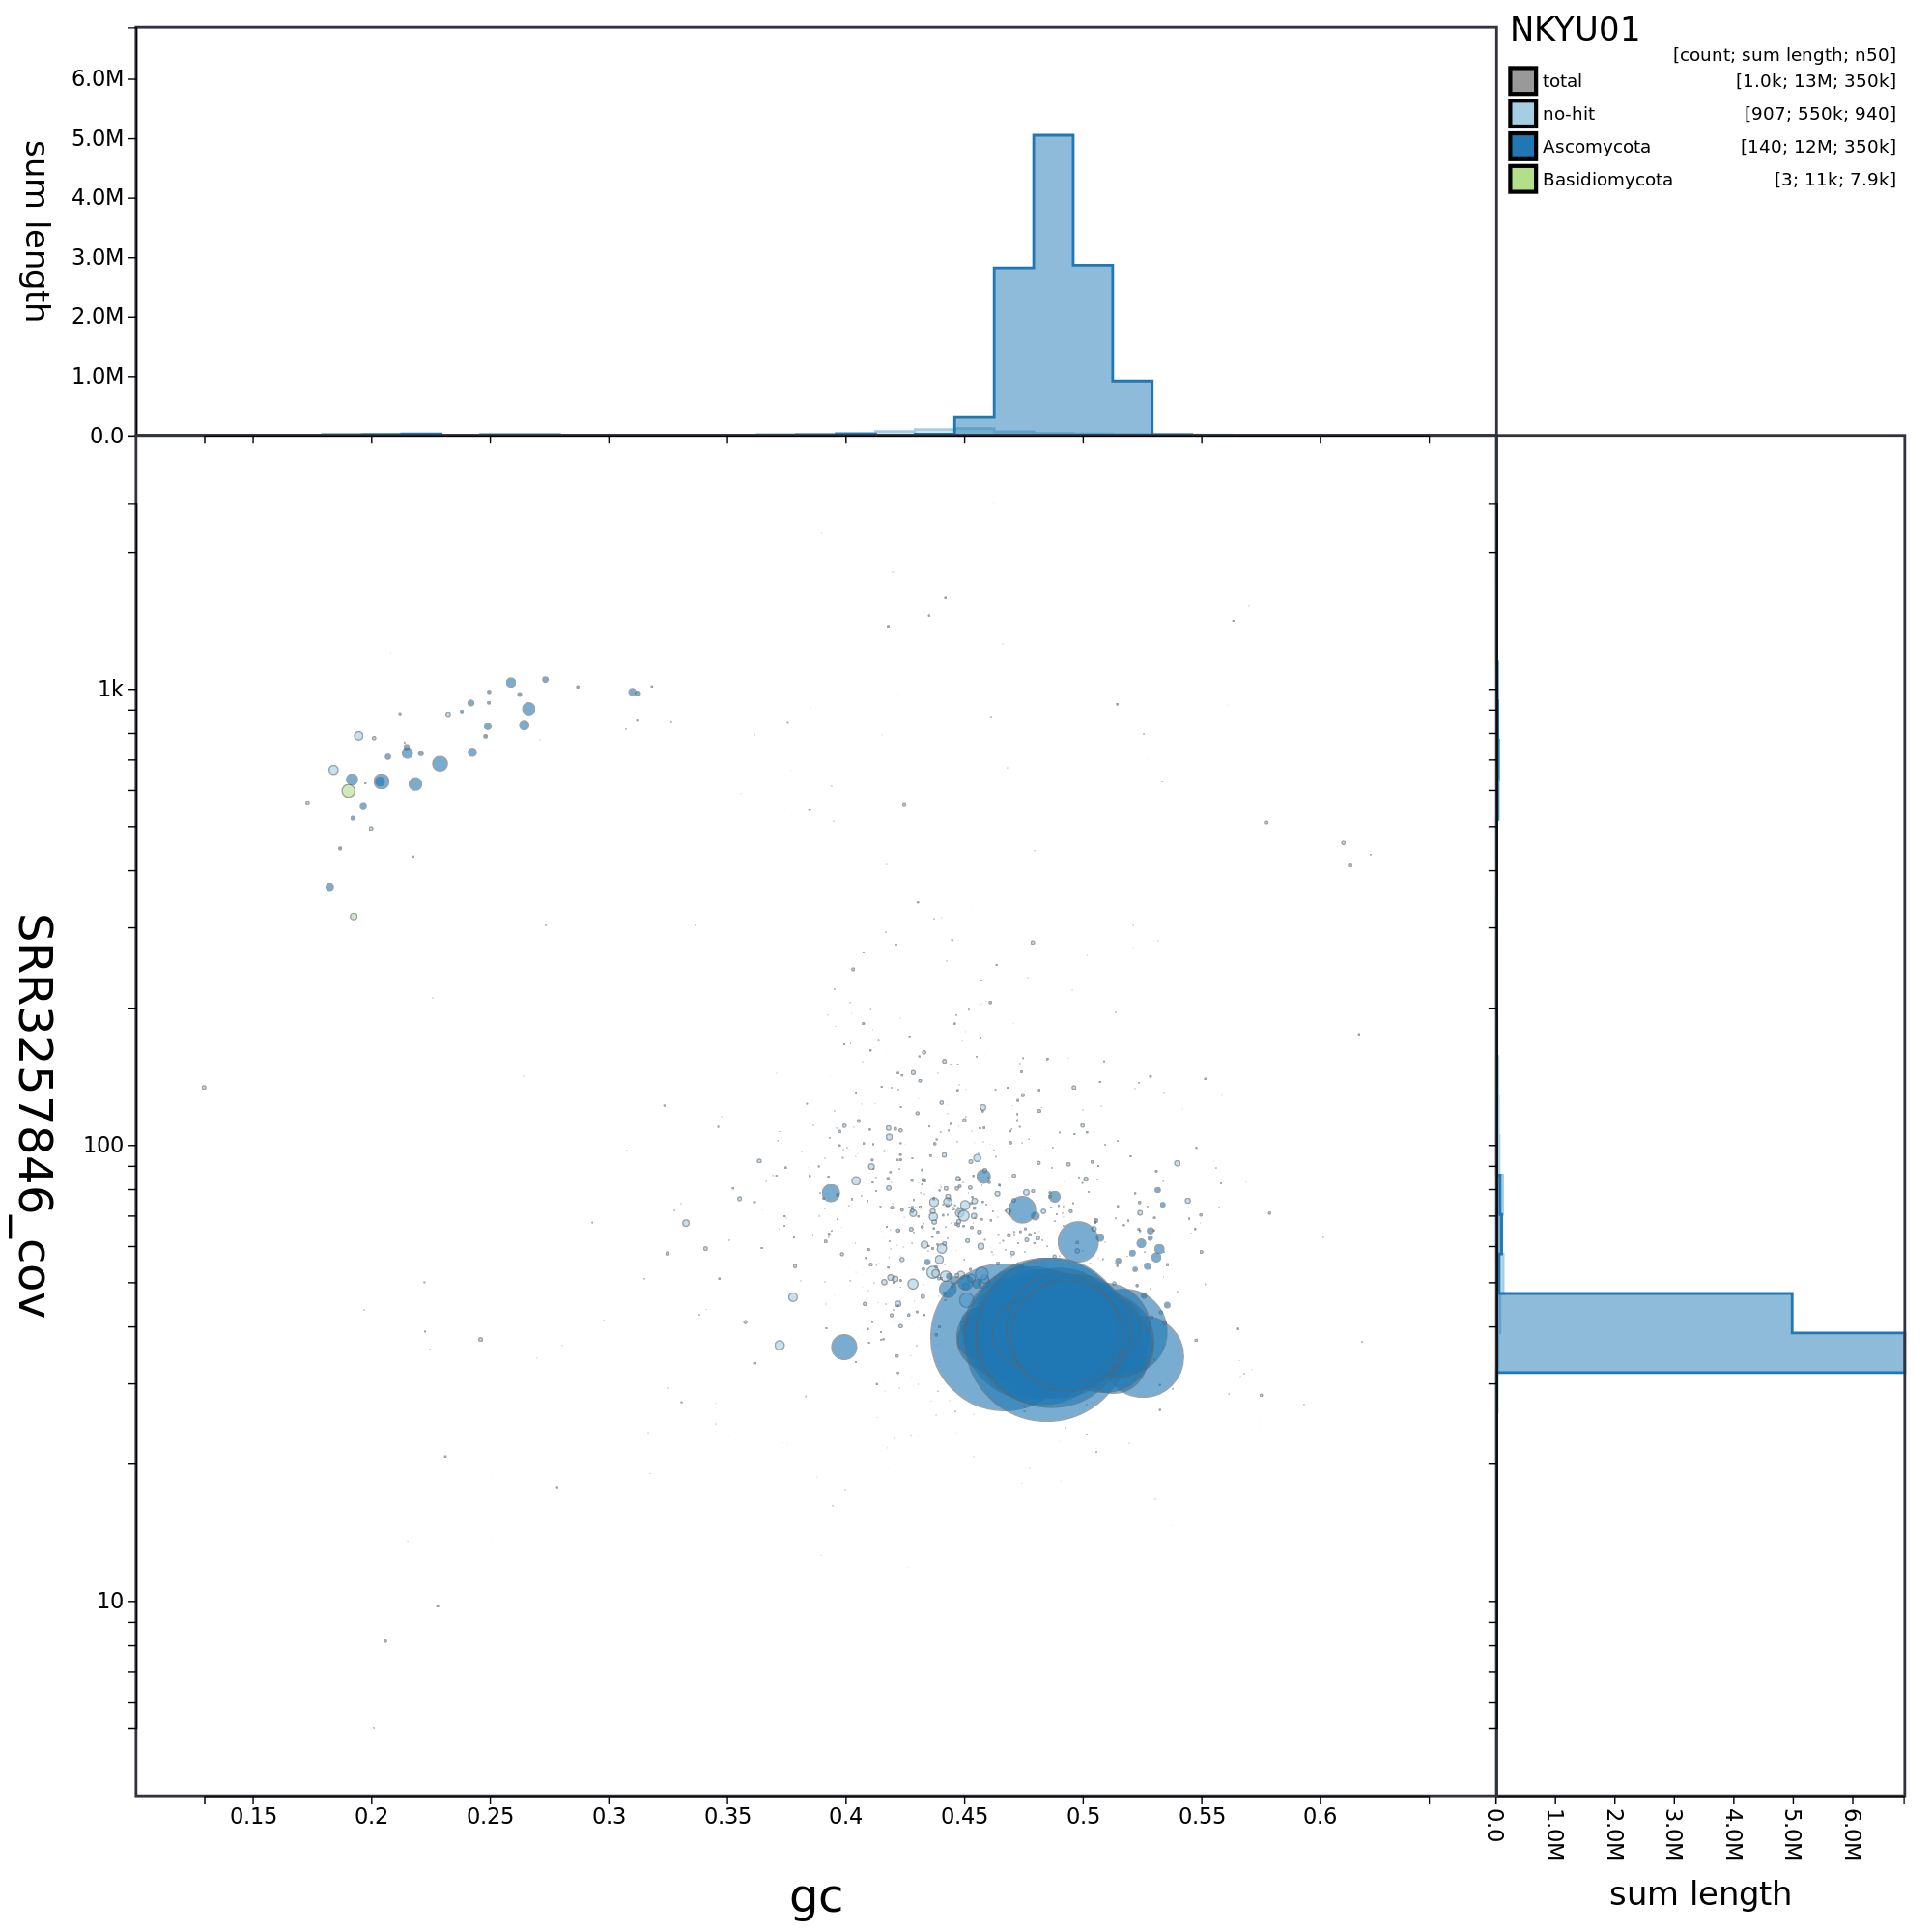 NKYU01
[count; sum length; n50]
total [1.0k; 13M; 350k]
no-hit [907; 550k; 940]
Ascomycota [140; 12M; 350k]
Basidiomycota [3; 11k; 7.9k]
sum length
6.0M
5.0M
4.0M
3.0M
2.0M
1.0M
0.0
SRR3257846_cov
1k
100
10
0.15 0.2 0.25 0.3 0.35 0.4 0.45 0.5 0.55 0.6
gc
0.0 1.0M 2.0M 3.0M 4.0M 5.0M 6.0M
sum length